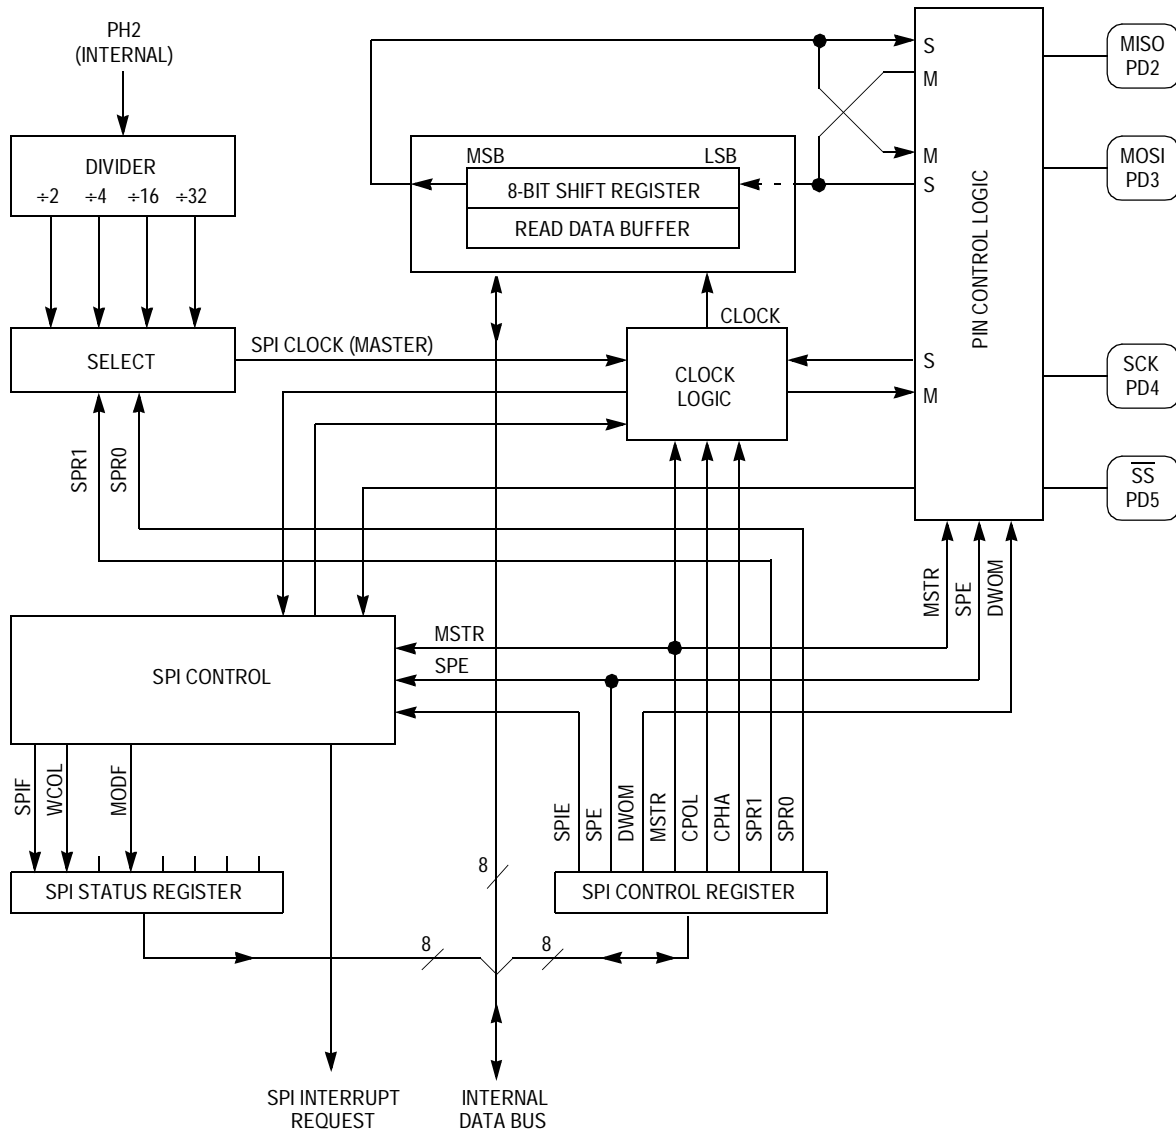 PH2
(INTERNAL)
DIVIDER
÷2 ÷4 ÷16 ÷32
SELECT
SPR1
SPR0
SPI CLOCK (MASTER)
MSB LSB
8-BIT SHIFT REGISTER
READ DATA BUFFER
CLOCK
CLOCK
LOGIC
S
M
M
S
S
M
PIN CONTROL LOGIC
MISO
PD2
MOSI
PD3
SCK
PD4
SS
PD5
MSTR
SPE
DWOM
SPI CONTROL
MSTR
SPE
SPIF
WCOL
MODF
SPI STATUS REGISTER
SPIE
SPE
DWOM
MSTR
CPOL
CPHA
SPR1
SPR0
SPI CONTROL REGISTER
8
8
8
SPI INTERRUPT
REQUEST
INTERNAL
DATA BUS